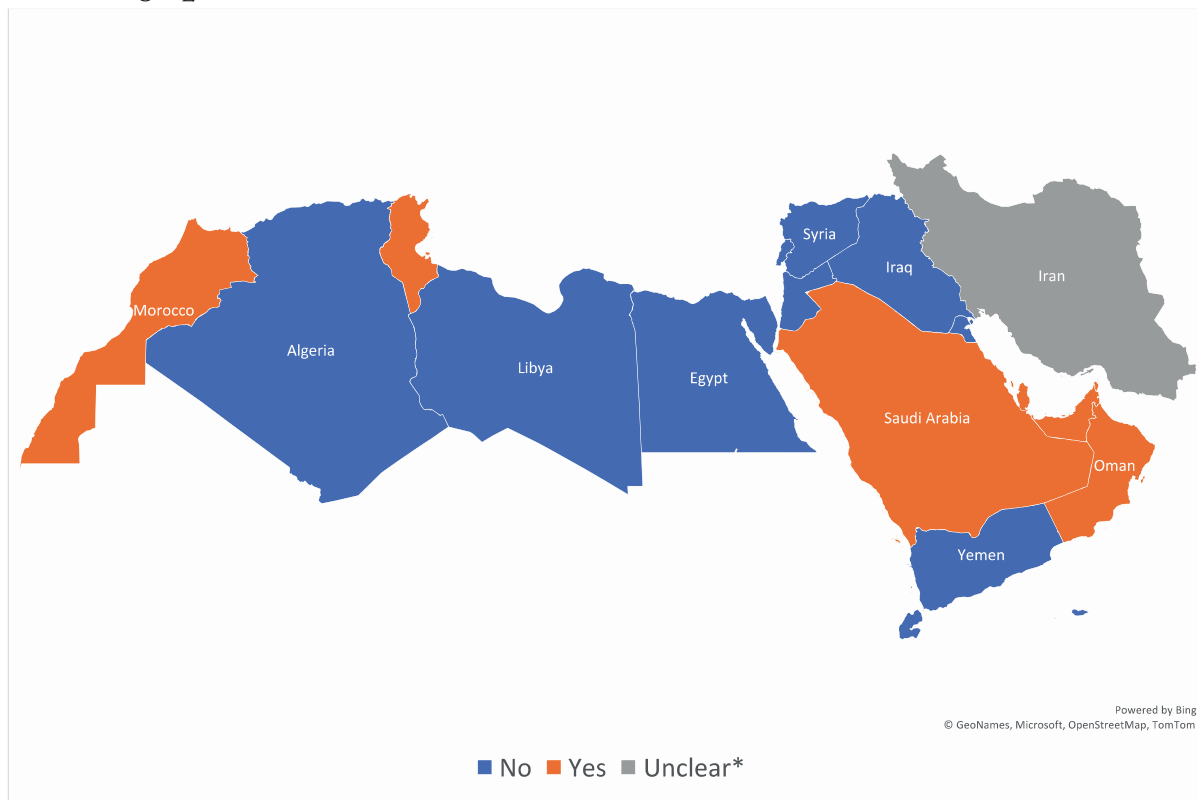 Syria
Iraq
Iran
Morocco
Algeria
Libya
Egypt
Saudi Arabia
Oman
Yemen
Powered by Bing
© GeoNames, Microsoft, OpenStreetMap, TomTom
No Yes Unclear*